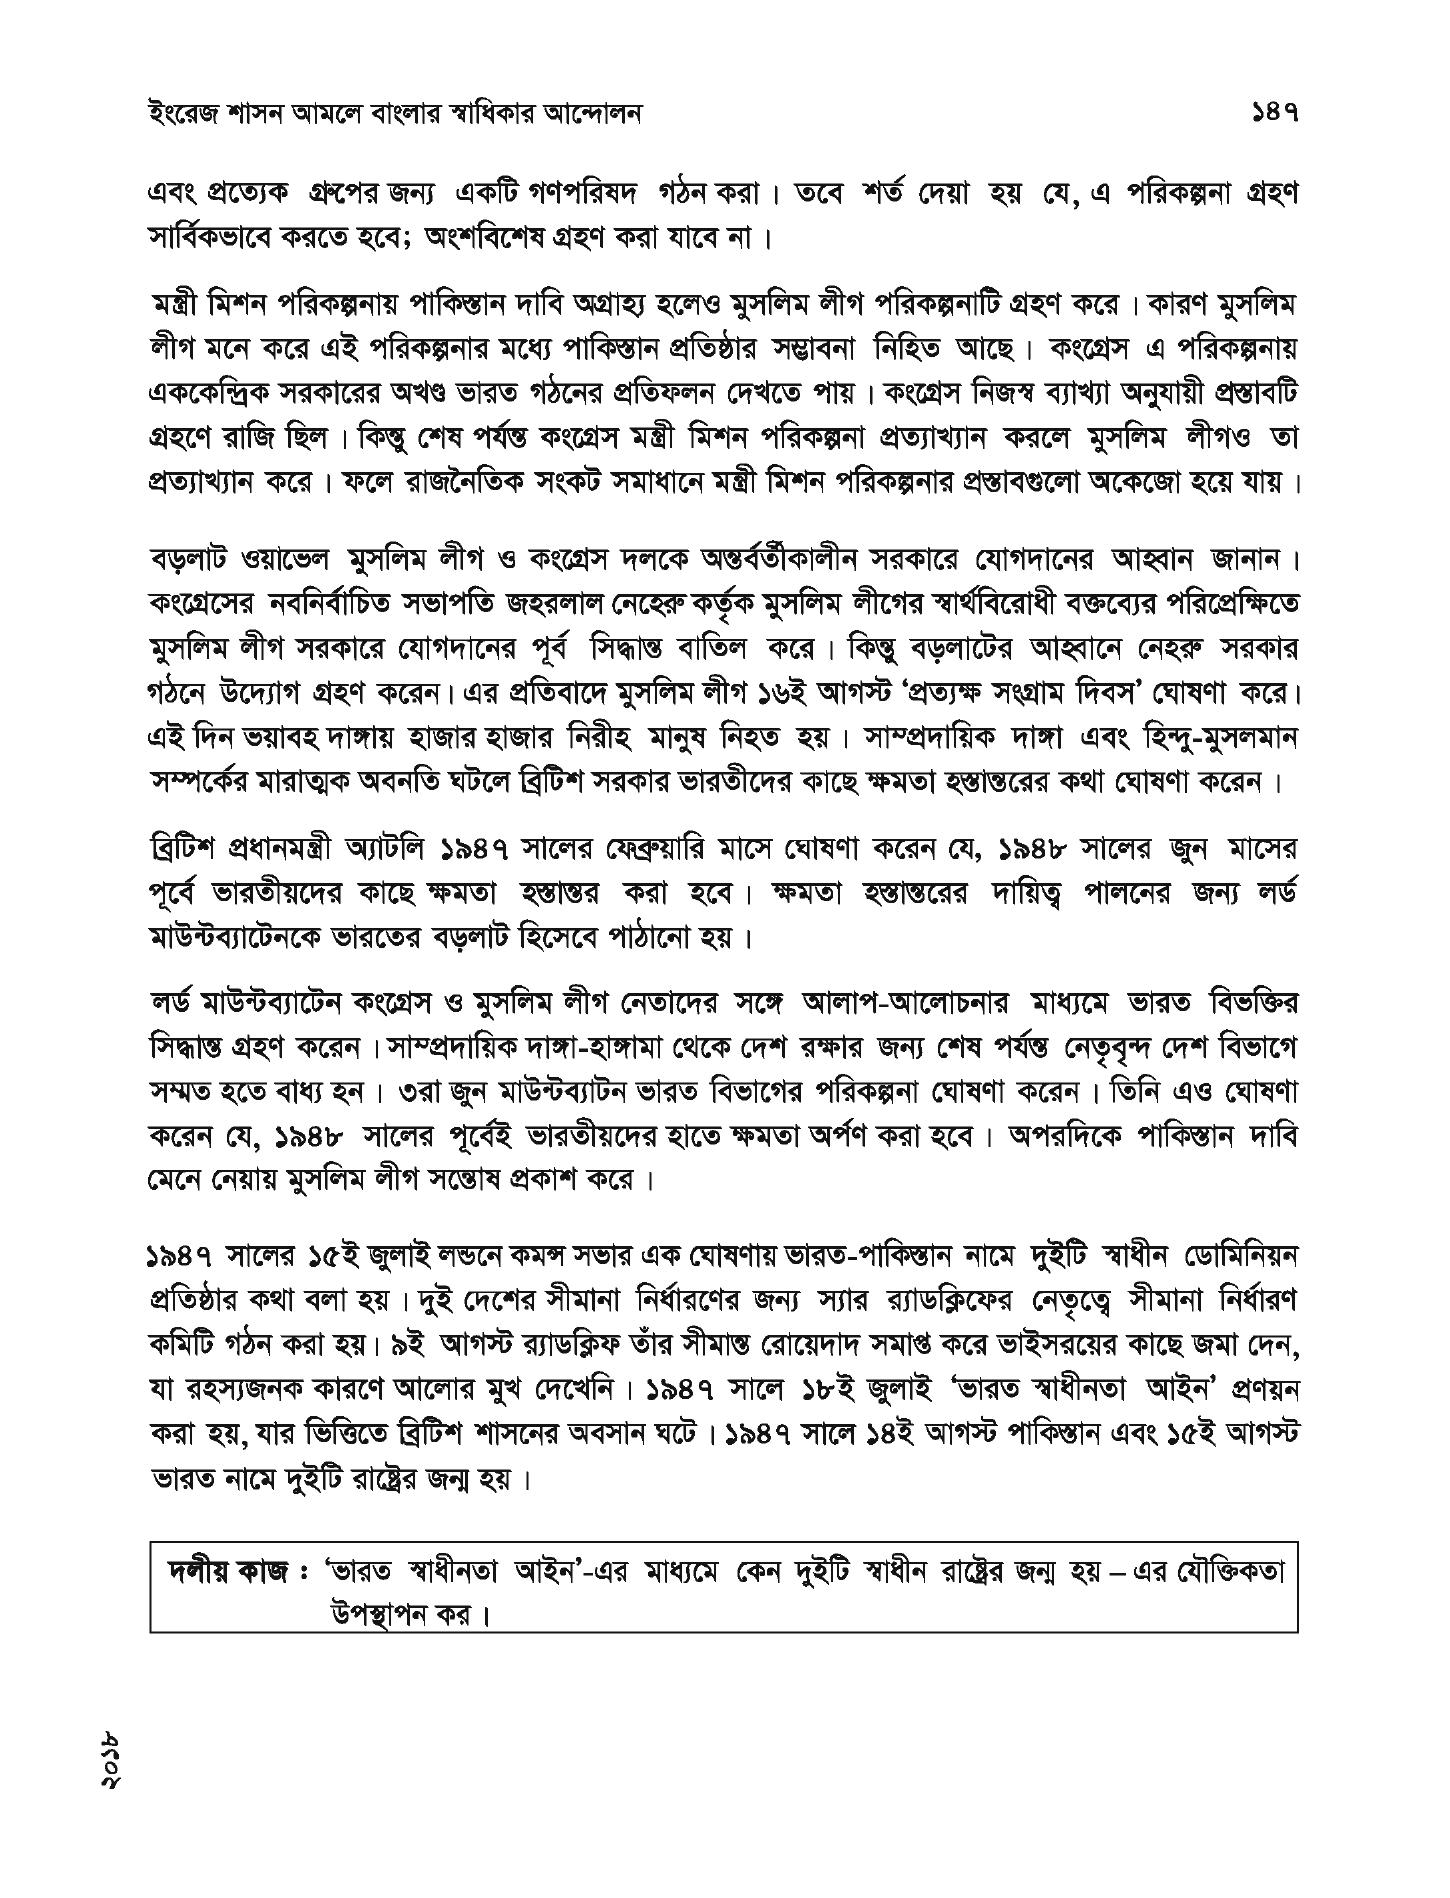 ইংরেজ শাসন আমলে বাংলার স্বাধিকার আন্দোলন ১৪৭
এবং প্রত্যেক গ্রুপের জন্য একটি গণপরিষদ গঠন করা। তবে শর্ত দেয়া হয় যে, এ পরিকল্পনা গ্রহণ
সার্বিকভাবে করতে হবে; অংশবিশেষ গ্রহণ করা যাবে না।
মন্ত্রী মিশন পরিকল্পনায় পাকিস্তান দাবি অগ্রাহ্য হলেও মুসলিম লীগ পরিকল্পনাটি গ্রহণ করে। কারণ মুসলিম
লীগ মনে করে এই পরিকল্পনার মধ্যে পাকিস্তান প্রতিষ্ঠার সম্ভাবনা নিহিত আছে। কংগ্রেস এ পরিকল্পনায়
এককেন্দ্রিক সরকারের অখণ্ড ভারত গঠনের প্রতিফলন দেখতে পায়। কংগ্রেস নিজস্ব ব্যাখ্যা অনুযায়ী প্রস্তাবটি
গ্রহণে রাজি ছিল। কিন্তু শেষ পর্যন্ত কংগ্রেস মন্ত্রী মিশন পরিকল্পনা প্রত্যাখ্যান করলে মুসলিম লীগও তা
প্রত্যাখ্যান করে। ফলে রাজনৈতিক সংকট সমাধানে মন্ত্রী মিশন পরিকল্পনার প্রস্তাবগুলো অকেজো হয়ে যায়।
বড়লাট ওয়াভেল মুসলিম লীগ ও কংগ্রেস দলকে অন্তর্বর্তীকালীন সরকারে যোগদানের আহ্বান জানান।
কংগ্রেসের নবনির্বাচিত সভাপতি জহরলাল নেহেরু কর্তৃক মুসলিম লীগের স্বার্থবিরোধী বক্তব্যের পরিপ্রেক্ষিতে
মুসলিম লীগ সরকারে যোগদানের পূর্ব সিদ্ধান্ত বাতিল করে। কিন্তু বড়লাটের আহ্বানে নেহরু সরকার
গঠনে উদ্যোগ গ্রহণ করেন। এর প্রতিবাদে মুসলিম লীগ ১৬ই আগস্ট ‘প্রত্যক্ষ সংগ্রাম দিবস’ ঘোষণা করে।
এই দিন ভয়াবহ দাঙ্গায় হাজার হাজার নিরীহ মানুষ নিহত হয়। সাম্প্রদায়িক দাঙ্গা এবং হিন্দু-মুসলমান
সম্পর্কের মারাত্মক অবনতি ঘটলে ব্রিটিশ সরকার ভারতীদের কাছে ক্ষমতা হস্তান্তরের কথা ঘোষণা করেন।
ব্রিটিশ প্রধানমন্ত্রী অ্যাটলি ১৯৪৭ সালের ফেব্রুয়ারি মাসে ঘোষণা করেন যে, ১৯৪৮ সালের জুন মাসের
পূর্বে ভারতীয়দের কাছে ক্ষমতা হস্তান্তর করা হবে। ক্ষমতা হস্তান্তরের দায়িত্ব পালনের জন্য লর্ড
মাউন্টব্যাটেনকে ভারতের বড়লাট হিসেবে পাঠানো হয়।
লর্ড মাউন্টব্যাটেন কংগ্রেস ও মুসলিম লীগ নেতাদের সঙ্গে আলাপ-আলোচনার মাধ্যমে ভারত বিভক্তির
সিদ্ধান্ত গ্রহণ করেন। সাম্প্রদায়িক দাঙ্গা-হাঙ্গামা থেকে দেশ রক্ষার জন্য শেষ পর্যন্ত নেতৃবৃন্দ দেশ বিভাগে
সম্মত হতে বাধ্য হন। ৩রা জুন মাউন্টব্যাটন ভারত বিভাগের পরিকল্পনা ঘোষণা করেন। তিনি এও ঘোষণা
করেন যে, ১৯৪৮ সালের পূর্বেই ভারতীয়দের হাতে ক্ষমতা অর্পণ করা হবে। অপরদিকে পাকিস্তান দাবি
মেনে নেয়ায় মুসলিম লীগ সন্তোষ প্রকাশ করে।
১৯৪৭ সালের ১৫ই জুলাই লন্ডনে কমন্স সভার এক ঘোষণায় ভারত-পাকিস্তান নামে দুইটি স্বাধীন ডোমিনিয়ন
প্রতিষ্ঠার কথা বলা হয়। দুই দেশের সীমানা নির্ধারণের জন্য স্যার র‍্যাডক্লিফের নেতৃত্বে সীমানা নির্ধারণ
কমিটি গঠন করা হয়। ৯ই আগস্ট র‍্যাডক্লিফ তাঁর সীমান্ত রোয়েদাদ সমাপ্ত করে ভাইসরয়ের কাছে জমা দেন,
যা রহস্যজনক কারণে আলোর মুখ দেখেনি। ১৯৪৭ সালে ১৮ই জুলাই ‘ভারত স্বাধীনতা আইন’ প্রণয়ন
করা হয়, যার ভিত্তিতে ব্রিটিশ শাসনের অবসান ঘটে। ১৯৪৭ সালে ১৪ই আগস্ট পাকিস্তান এবং ১৫ই আগস্ট
ভারত নামে দুইটি রাষ্ট্রের জন্ম হয়।
দলীয় কাজ : ‘ভারত স্বাধীনতা আইন’-এর মাধ্যমে কেন দুইটি স্বাধীন রাষ্ট্রের জন্ম হয় – এর যৌক্তিকতা
উপস্থাপন কর।
২০১৮